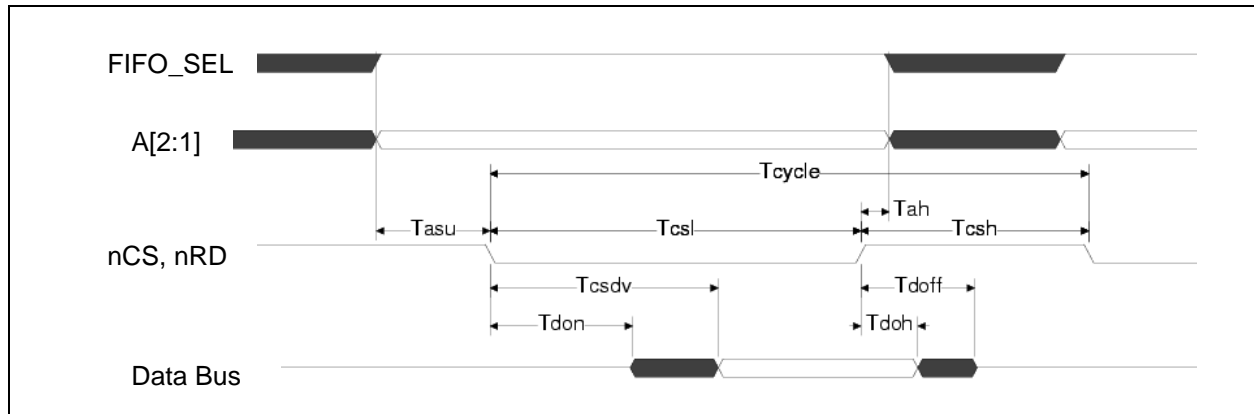 FIFO_SEL
A[2:1]
Tcycle
Tah
Tasu
Tcsl
Tcsh
nCS, nRD
Tcsdv
Tdoff
Tdon
Tdoh
Data Bus